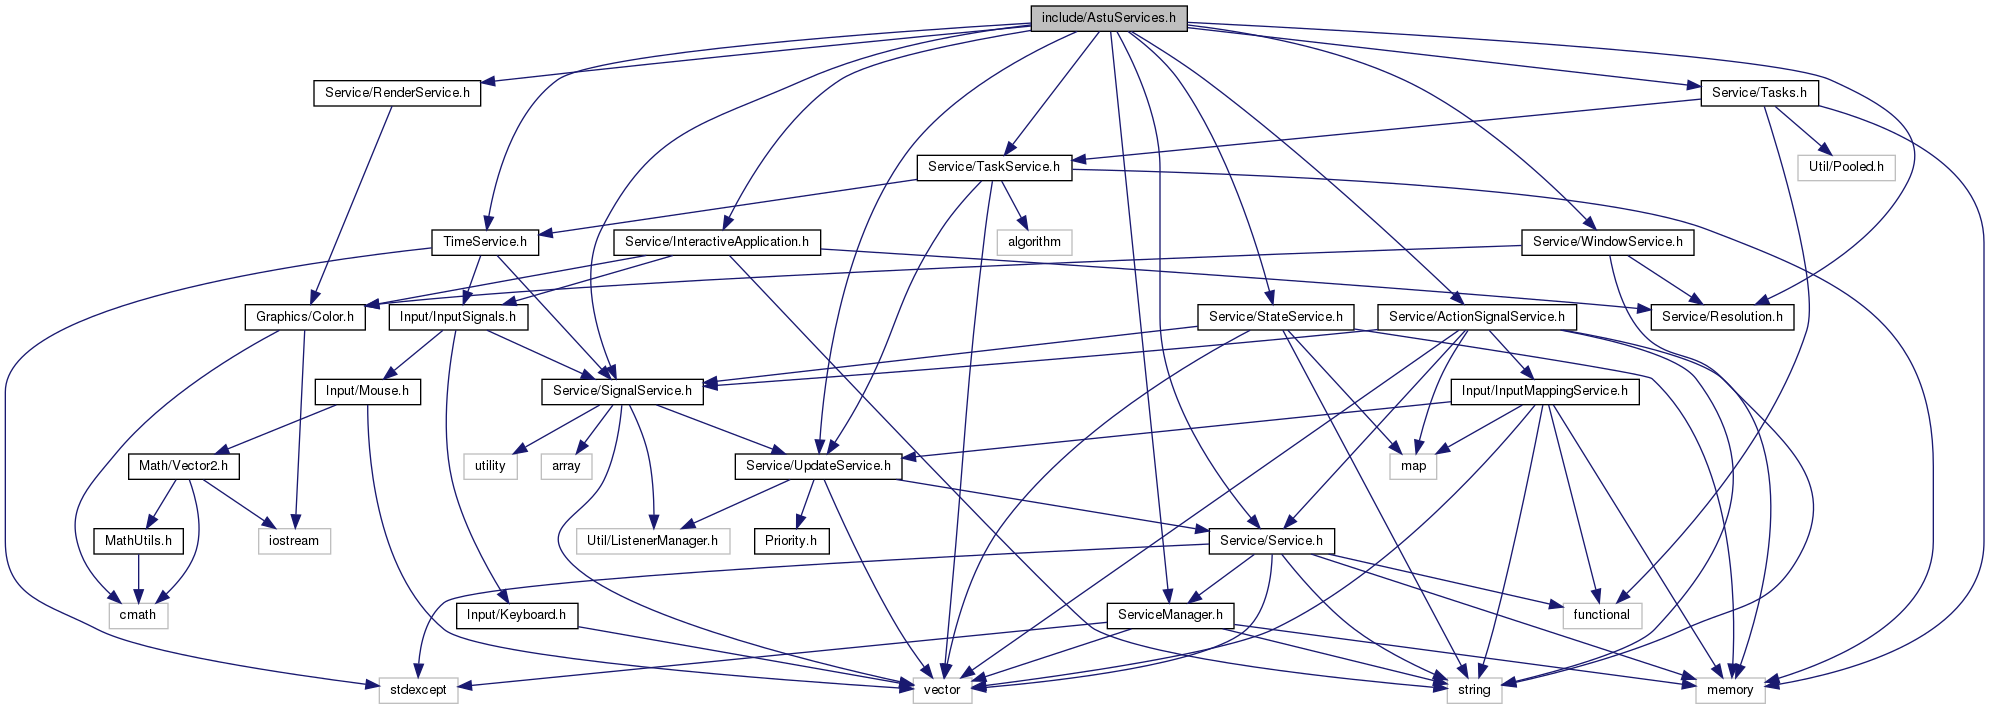 include/AstuServices.h
Service/RenderService.h
Service/Tasks.h
Service/TaskService.h
Util/Pooled.h
TimeService.h
Service/InteractiveApplication.h
algorithm
Service/WindowService.h
Graphics/Color.h
Input/InputSignals.h
Service/StateService.h
Service/ActionSignalService.h
Service/Resolution.h
Input/Mouse.h
Service/SignalService.h
Input/InputMappingService.h
Math/Vector2.h
utility
array
Service/UpdateService.h
map
MathUtils.h
iostream
Util/ListenerManager.h
Priority.h
Service/Service.h
cmath
Input/Keyboard.h
ServiceManager.h
functional
stdexcept
vector
string
memory